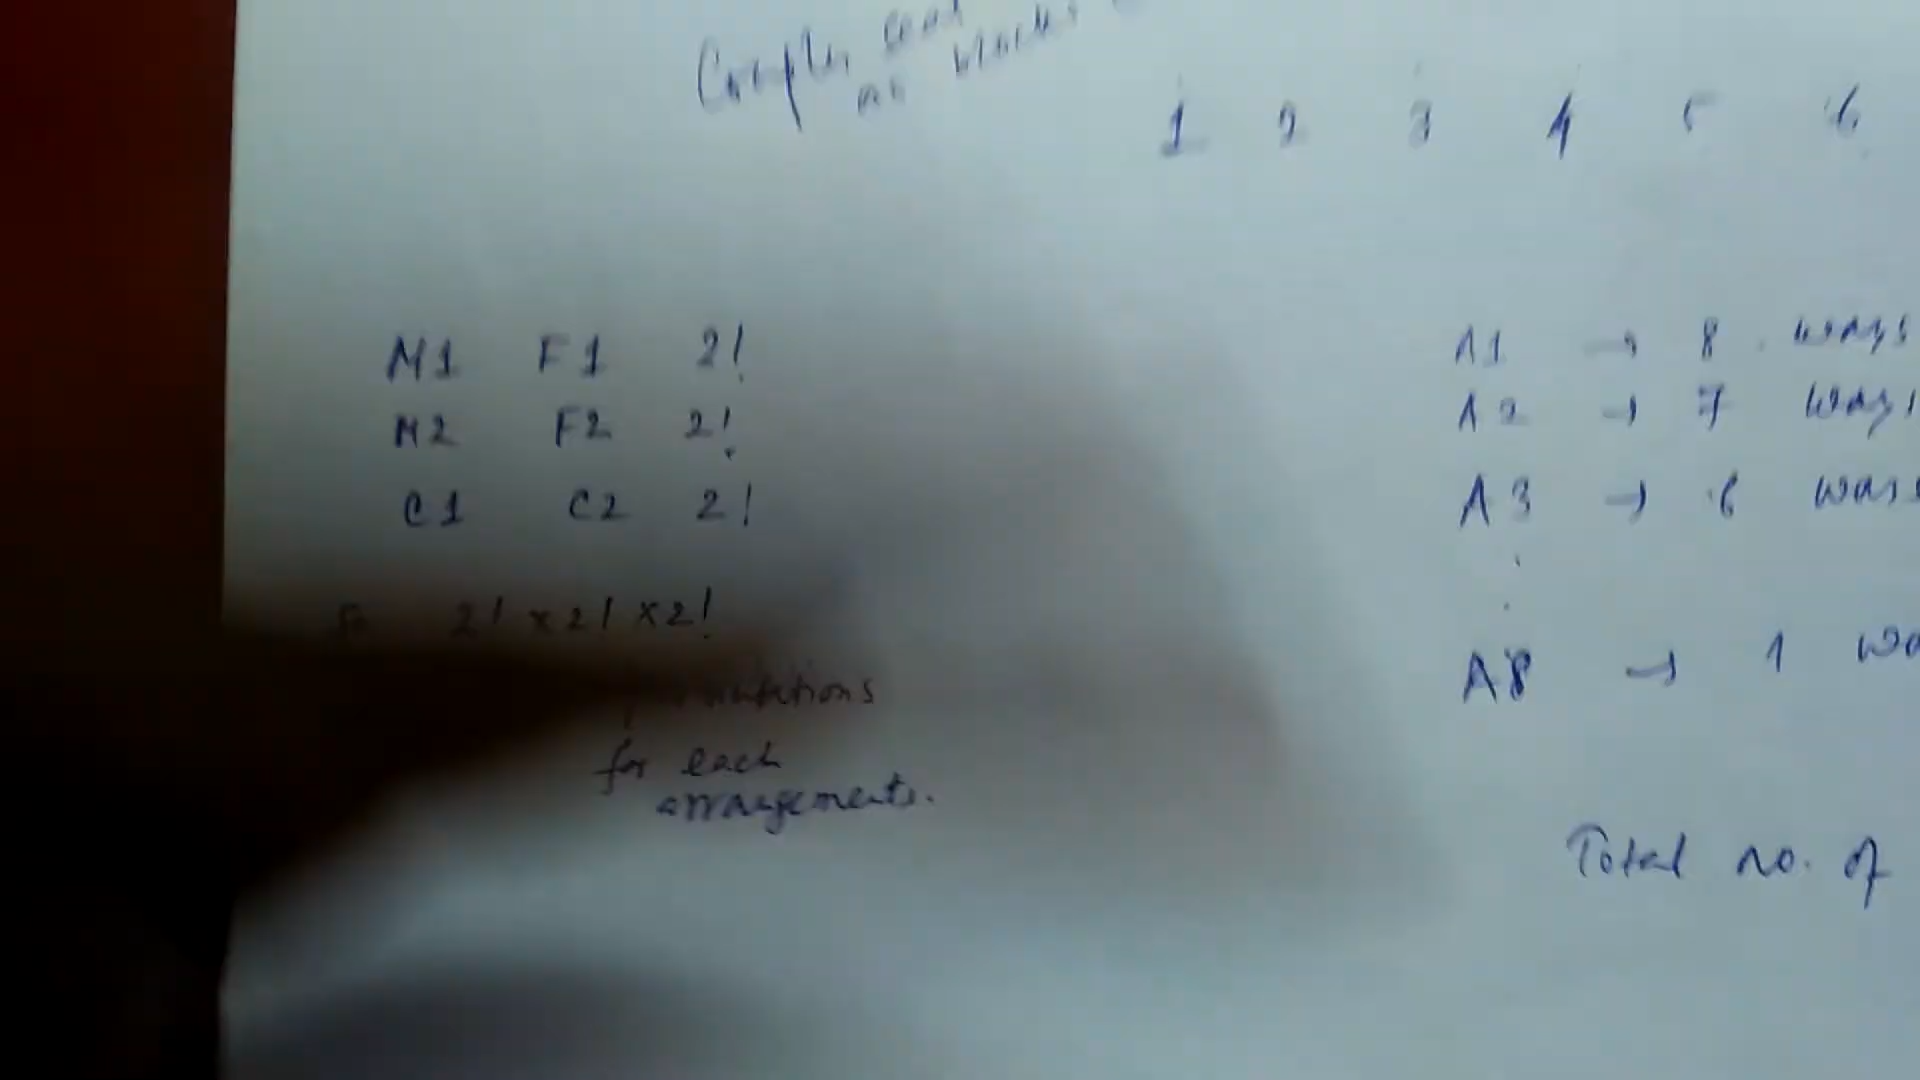 1 2 3 4 5 6
M1 F1 2!
M2 F2 2!
C1 C2 2!
2! x 2! x 2!
for each
arrangements.
A1 → 8 ways
A2 → 7 ways
A3 → 6 ways
A8 → 1
Total no. of